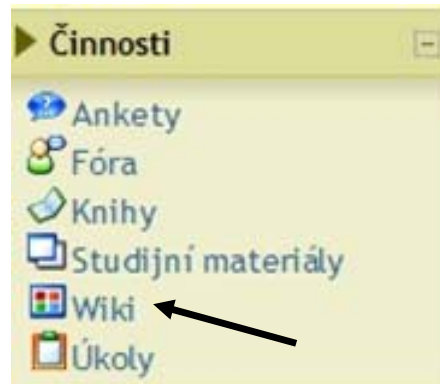 Činnosti
Ankety
Fóra
Knihy
Studijní materiály
Wiki
Úkoly